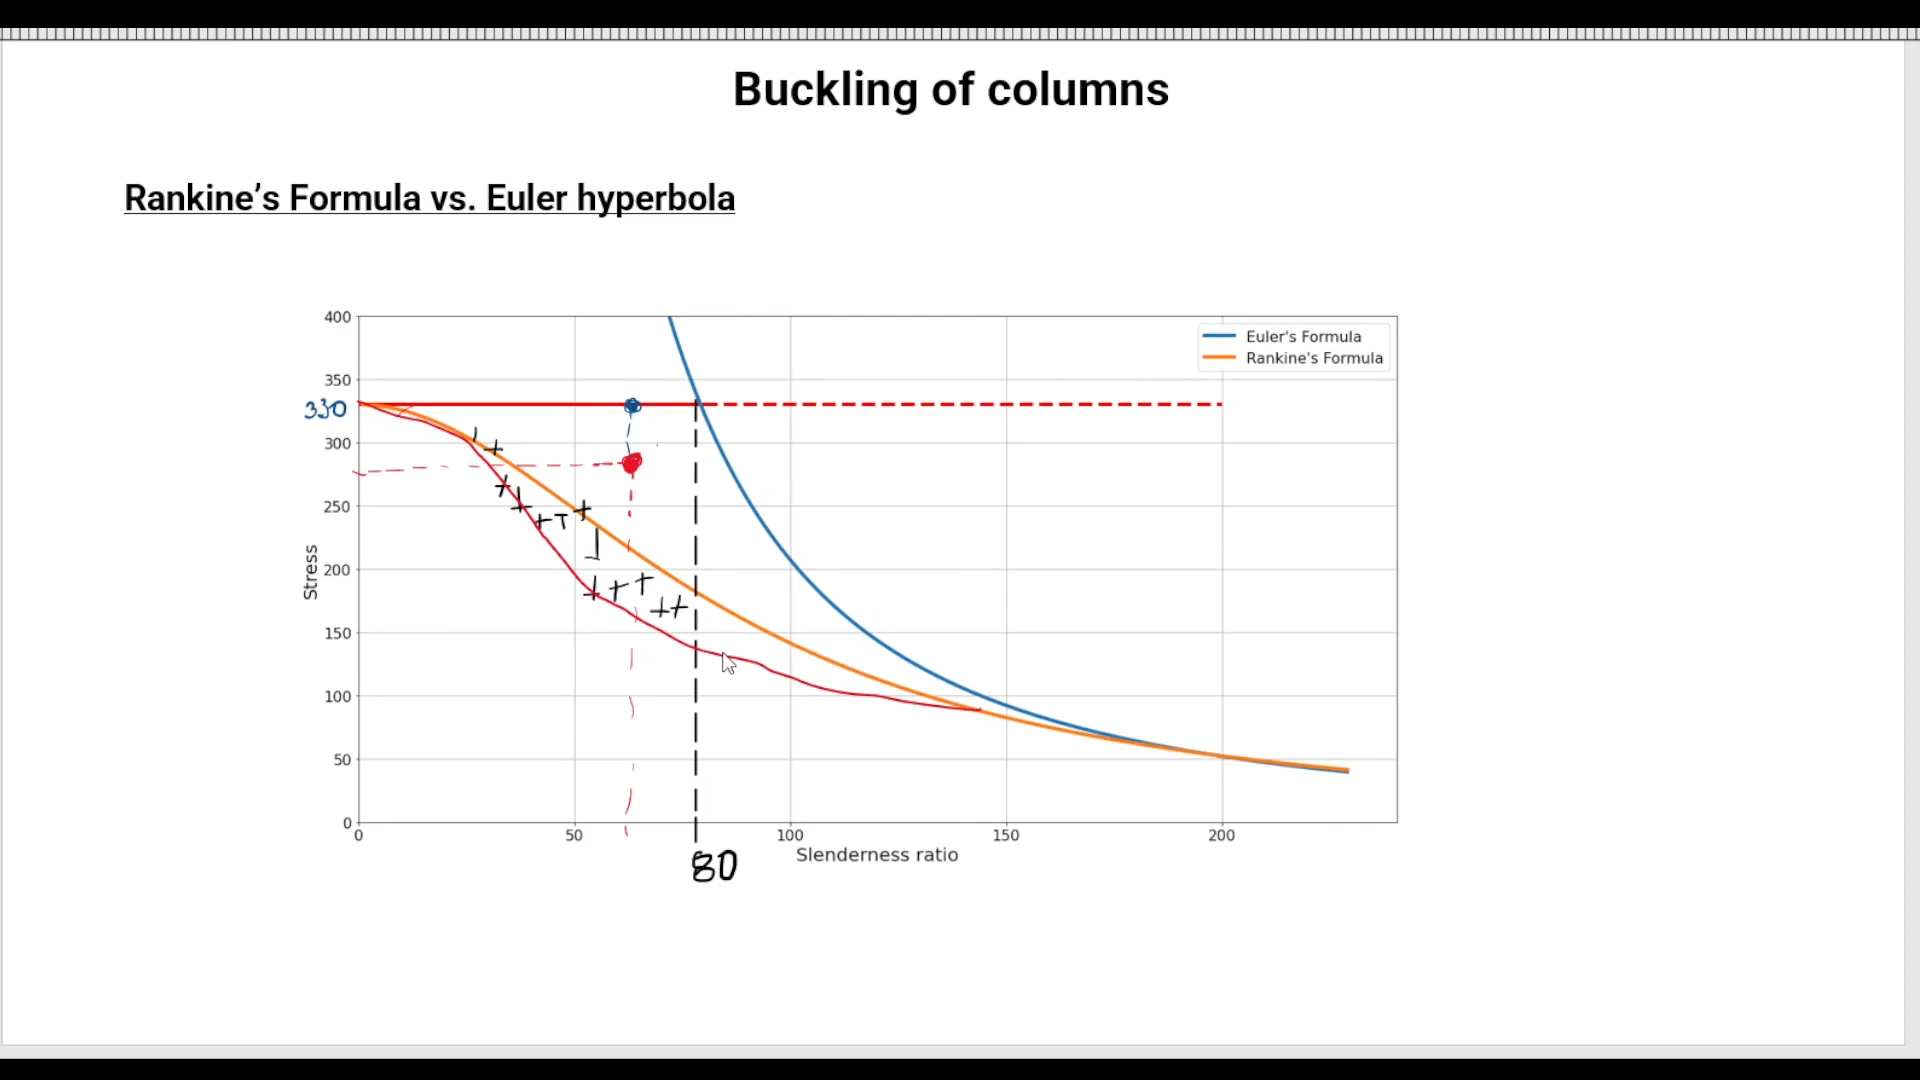 Buckling of columns
Rankine's Formula vs. Euler hyperbola
400
Euler's Formula
Rankine's Formula
350
330
300
250
Stress
200
150
100
50
0
0 50 100 150 200
Slenderness ratio
80